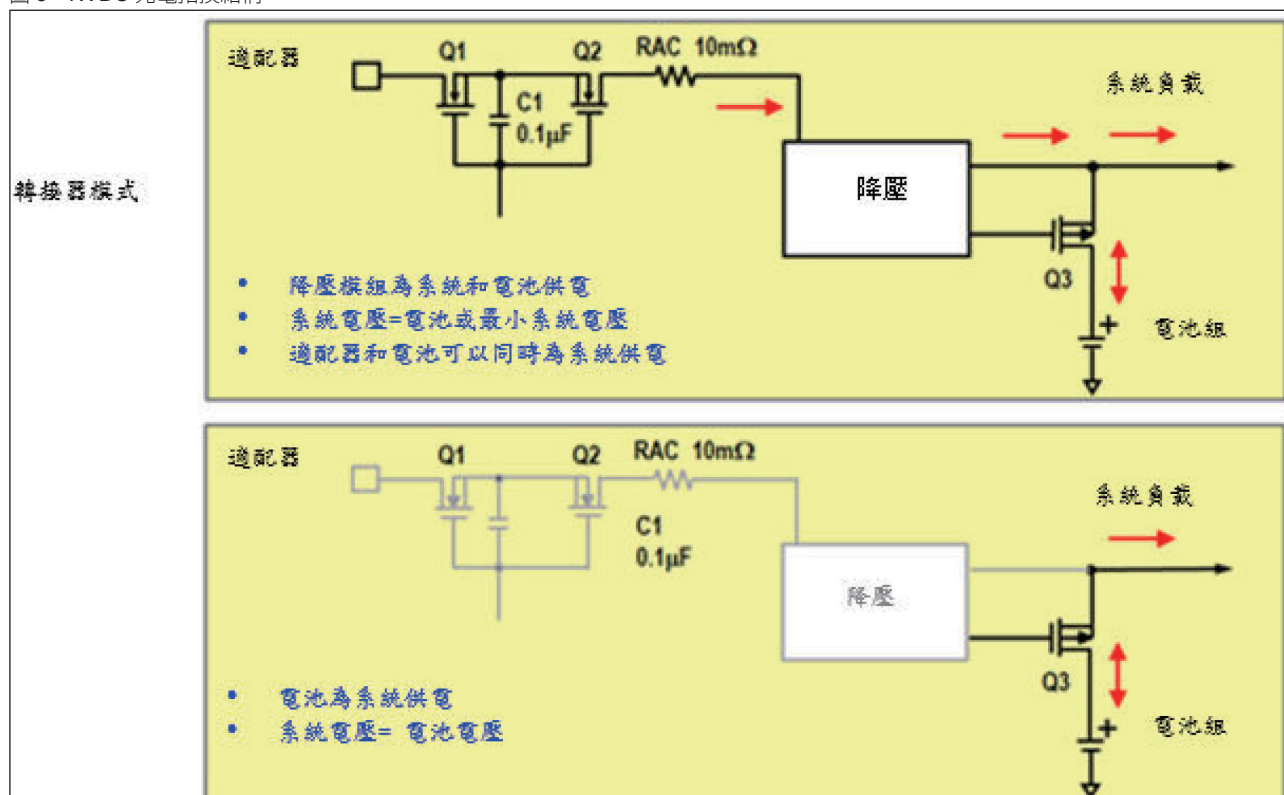 適配器
Q1
Q2
RAC 10mΩ
C1
0.1µF
系統負載
轉接器模式
降壓
Q3
• 降壓模組為系統和電池供電
• 系統電壓=電池或最小系統電壓
• 適配器和電池可以同時為系統供電
+
電池組
適配器
Q1
Q2
RAC 10mΩ
C1
0.1µF
系統負載
降壓
Q3
• 電池為系統供電
• 系統電壓= 電池電壓
+
電池組